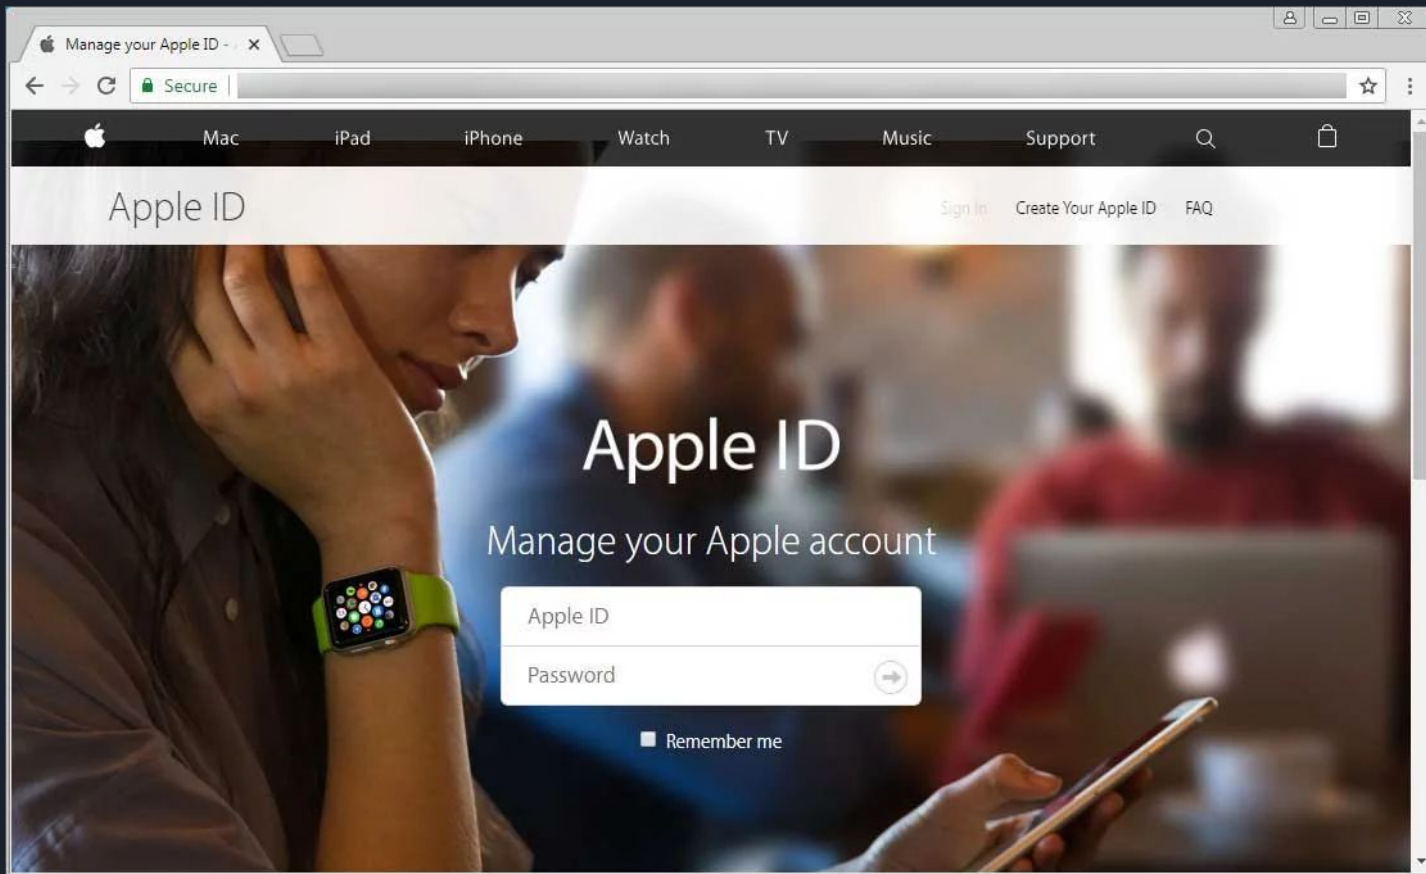 Manage your Apple ID -
Secure
Mac iPad iPhone Watch TV Music Support
Apple ID
Sign In Create Your Apple ID FAQ
Apple ID
Manage your Apple account
Apple ID
Password
Remember me